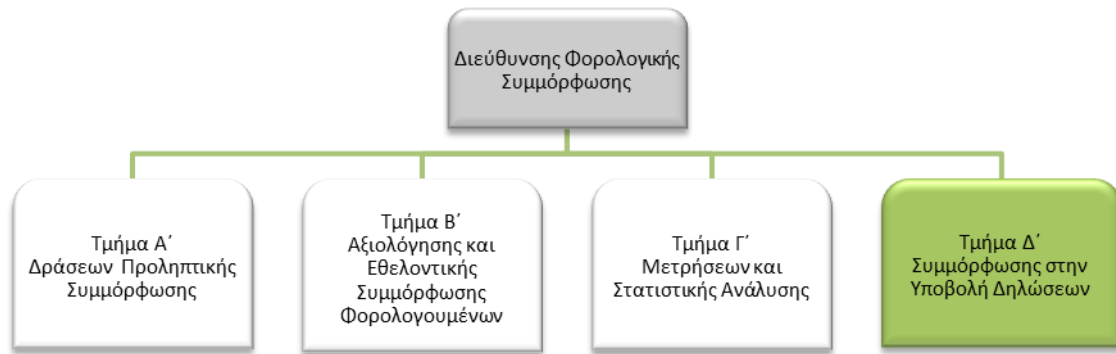 Διεύθυνσης Φορολογικής
Συμμόρφωσης
Τμήμα Α΄
Δράσεων Προληπτικής
Συμμόρφωσης
Τμήμα Β΄
Αξιολόγησης και
Εθελοντικής
Συμμόρφωσης
Φορολογουμένων
Τμήμα Γ΄
Μετρήσεων και
Στατιστικής Ανάλυσης
Τμήμα Δ΄
Συμμόρφωσης στην
Υποβολή Δηλώσεων